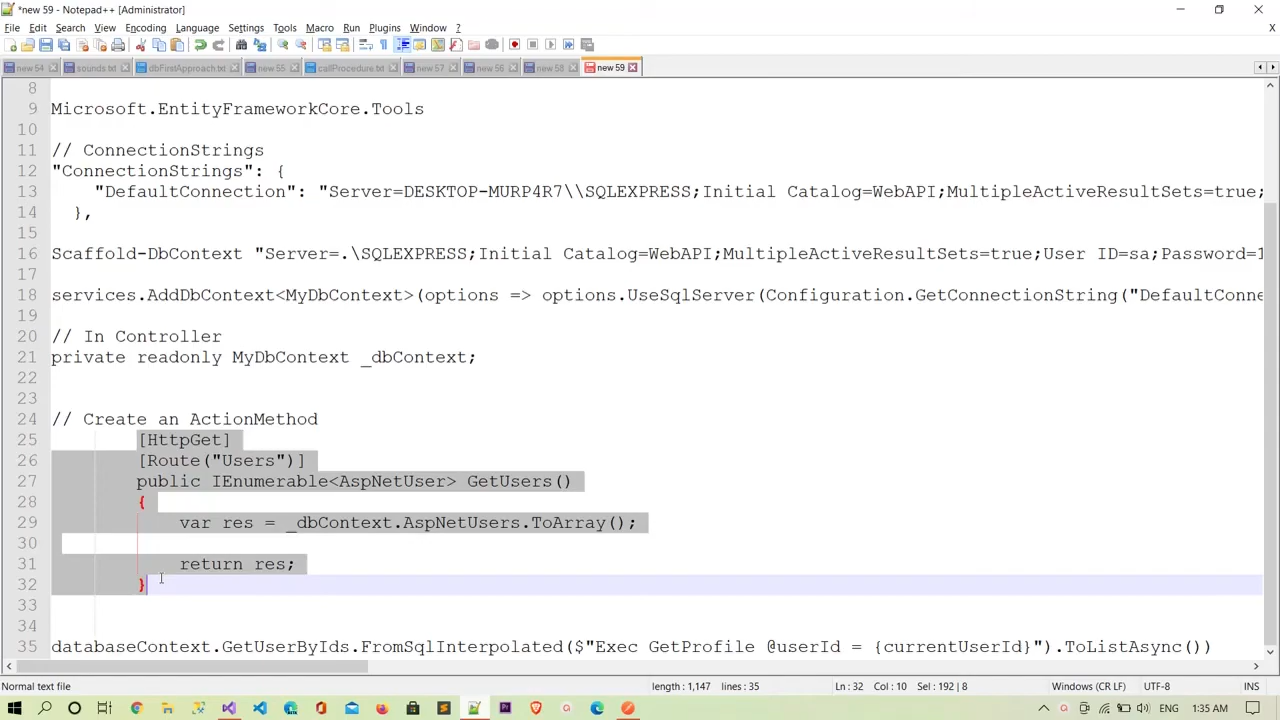 *new 59 - Notepad++ [Administrator]
File Edit Search View Encoding Language Settings Tools Macro Run Plugins Window ?
new 54 sounds.txt dbFirstApproach.txt new 55 callProcedure.txt new 57 new 56 new 58 new 59
8
9 Microsoft.EntityFrameworkCore.Tools
10
11 // ConnectionStrings
12 "ConnectionStrings": {
13 "DefaultConnection": "Server=DESKTOP-MURP4R7\\SQLEXPRESS;Initial Catalog=WebAPI;MultipleActiveResultSets=true;
14 },
15
16 Scaffold-DbContext "Server=.\SQLEXPRESS;Initial Catalog=WebAPI;MultipleActiveResultSets=true;User ID=sa;Password=1
17
18 services.AddDbContext<MyDbContext>(options => options.UseSqlServer(Configuration.GetConnectionString("DefaultConne
19
20 // In Controller
21 private readonly MyDbContext _dbContext;
22
23
24 // Create an ActionMethod
25 [HttpGet]
26 [Route("Users")]
27 public IEnumerable<AspNetUser> GetUsers()
28 {
29 var res = _dbContext.AspNetUsers.ToArray();
30
31 return res;
32 }
33
34
35 databaseContext.GetUserByIds.FromSqlInterpolated($"Exec GetProfile @userId = {currentUserId}").ToListAsync())
Normal text file length : 1,147 lines : 35 Ln : 32 Col : 10 Sel : 192 | 8 Windows (CR LF) UTF-8 INS
ENG 1:35 AM